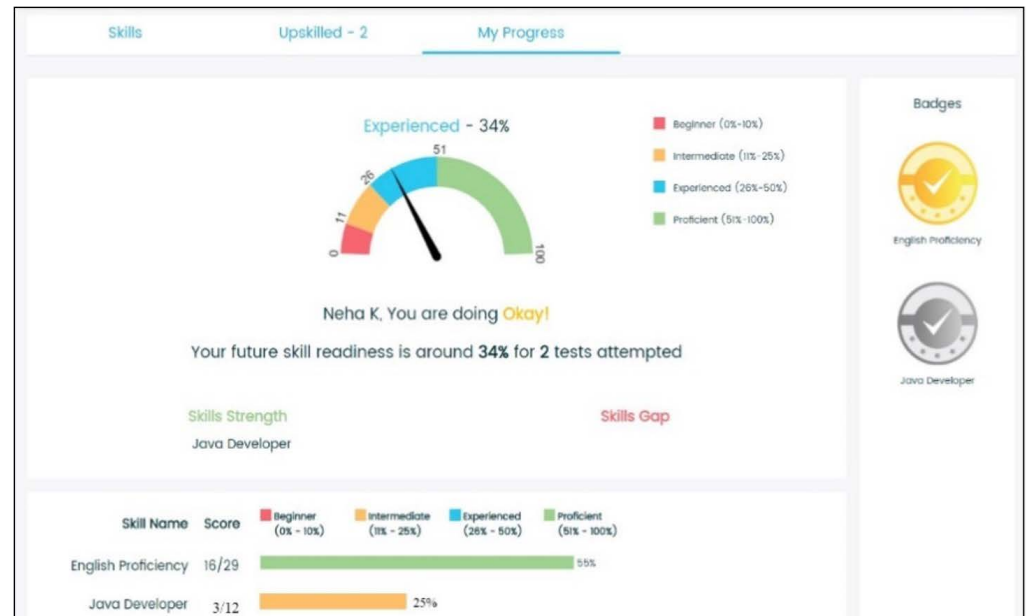 Skills Upskilled - 2 My Progress
Experienced - 34%
0
11
26
51
100
Beginner (0%-10%)
Intermediate (11%-25%)
Experienced (26%-50%)
Proficient (51%-100%)
Neha K, You are doing Okay!
Your future skill readiness is around 34% for 2 tests attempted
Skills Strength
Java Developer
Skills Gap
Badges
English Proficiency
Java Developer
Skill Name Score
Beginner
(0% - 10%)
Intermediate
(11% - 25%)
Experienced
(26% - 50%)
Proficient
(51% - 100%)
English Proficiency 16/29 55%
Java Developer 3/12 25%